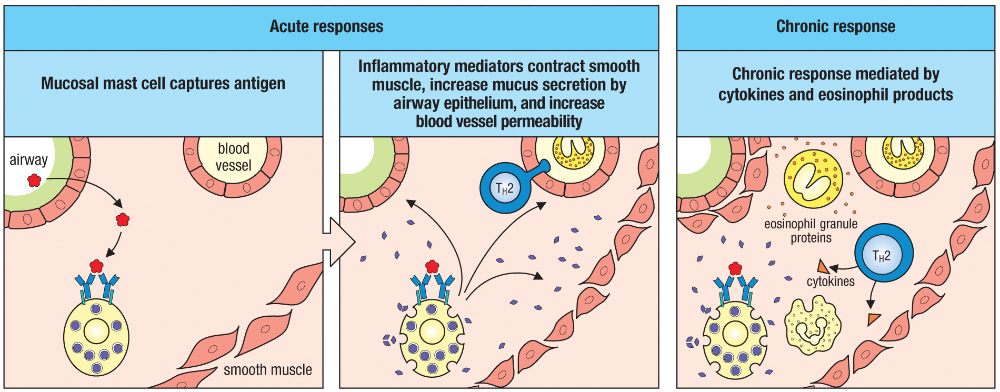 Acute responses
Mucosal mast cell captures antigen
Inflammatory mediators contract smooth
muscle, increase mucus secretion by
airway epithelium, and increase
blood vessel permeability
Chronic response
Chronic response mediated by
cytokines and eosinophil products
airway
blood
vessel
smooth muscle
TH2
eosinophil granule
proteins
TH2
cytokines